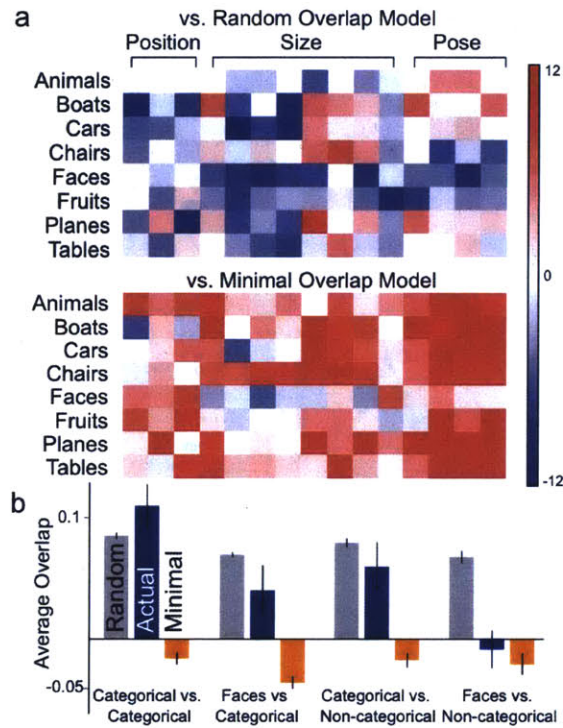 a
vs. Random Overlap Model
Position Size Pose
Animals
Boats
Cars
Chairs
Faces
Fruits
Planes
Tables
vs. Minimal Overlap Model
Animals
Boats
Cars
Chairs
Faces
Fruits
Planes
Tables
12
0
-12
b
Average Overlap
0.1
-0.05
Random
Actual
Minimal
Categorical vs.
Categorical
Faces vs
Categorical
Categorical vs.
Non-categorical
Faces vs.
Non-categorical